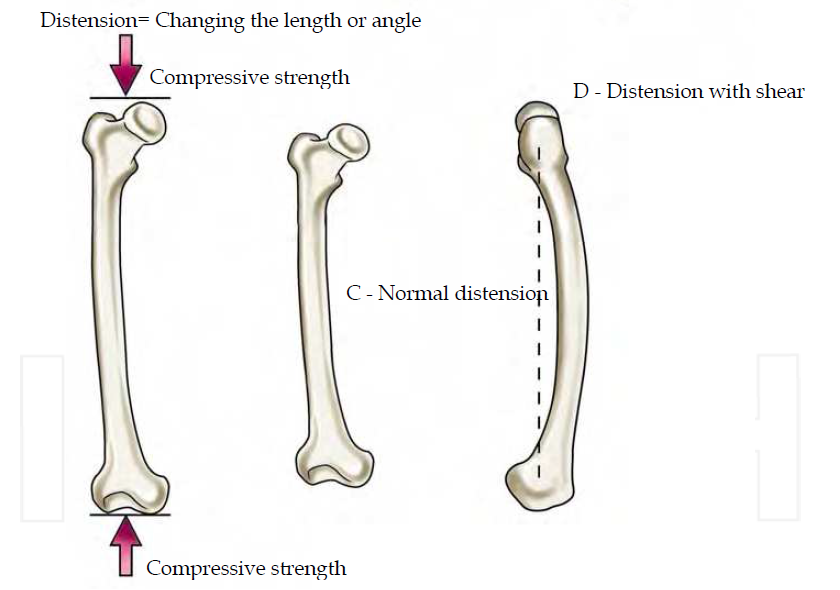 Distension= Changing the length or angle
Compressive strength
D - Distension with shear
C - Normal distension
Compressive strength